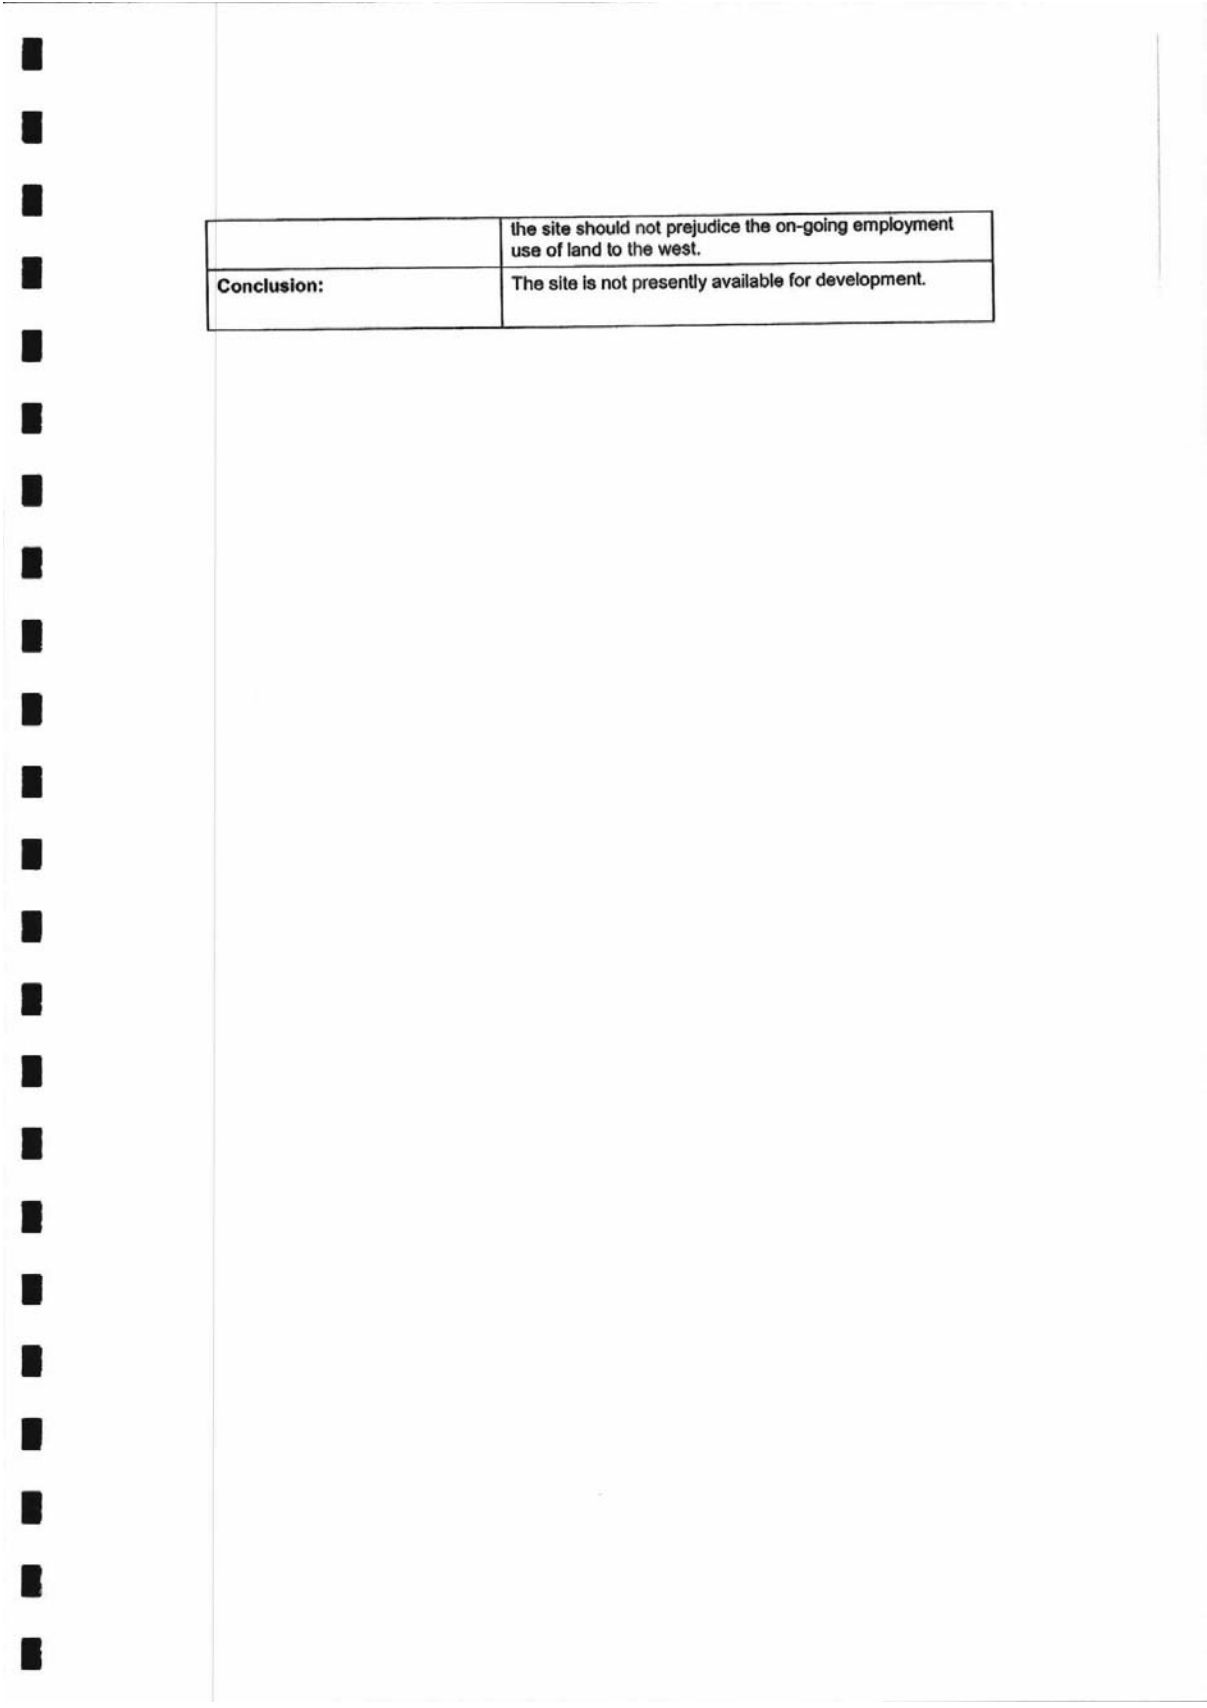 the site should not prejudice the on-going employment
use of land to the west.
Conclusion:
The site is not presently available for development.